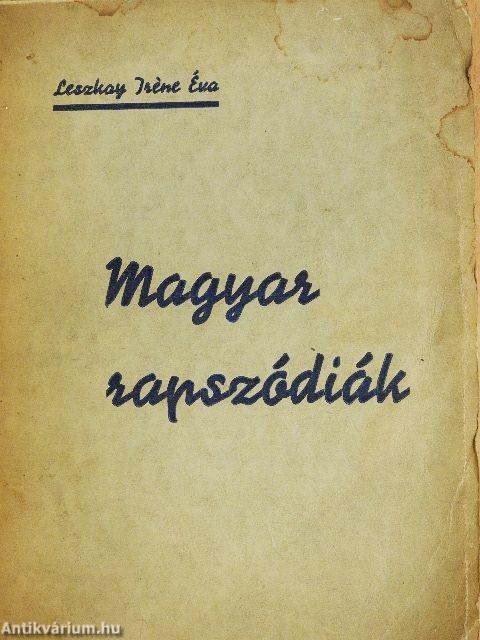 Leszkay Irène Éva
Magyar
rapszódiák
Antikvárium.hu